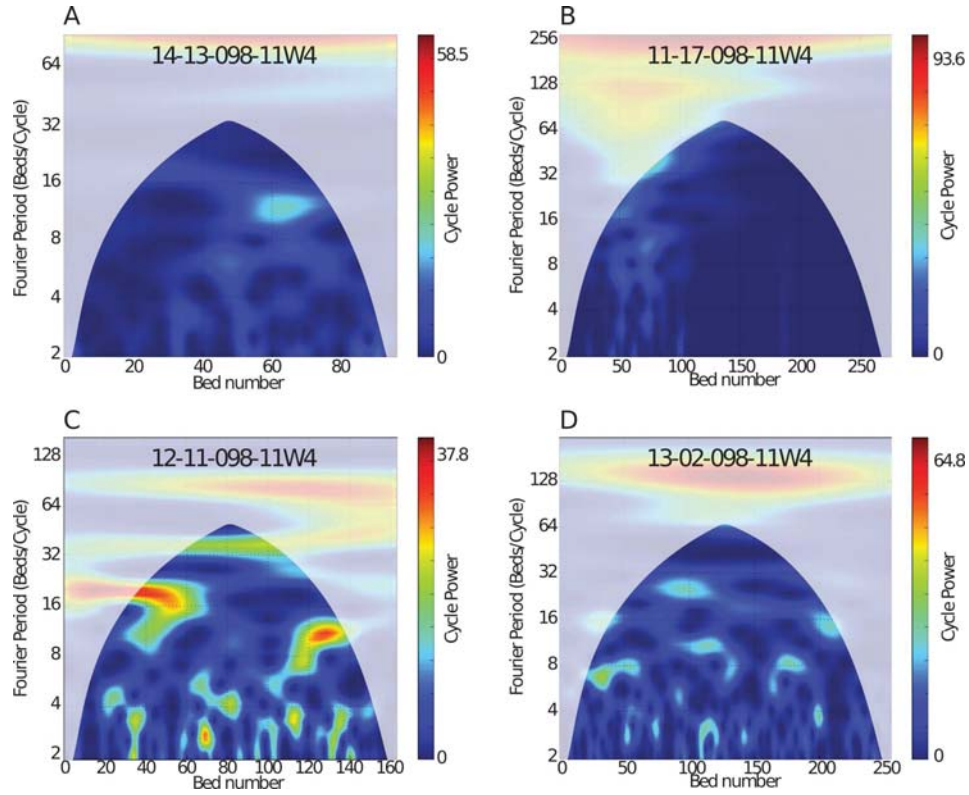 A
14-13-098-11W4
58.5
64
32
16
8
4
2
Fourier Period (Beds/Cycle)
0 20 40 60 80
Bed number
Cycle Power
0
B
11-17-098-11W4
93.6
256
128
64
32
16
8
4
2
Fourier Period (Beds/Cycle)
0 50 100 150 200 250
Bed number
Cycle Power
0
C
12-11-098-11W4
37.8
128
64
32
16
8
4
2
Fourier Period (Beds/Cycle)
0 20 40 60 80 100 120 140 160
Bed number
Cycle Power
0
D
13-02-098-11W4
64.8
128
64
32
16
8
4
2
Fourier Period (Beds/Cycle)
0 50 100 150 200 250
Bed number
Cycle Power
0